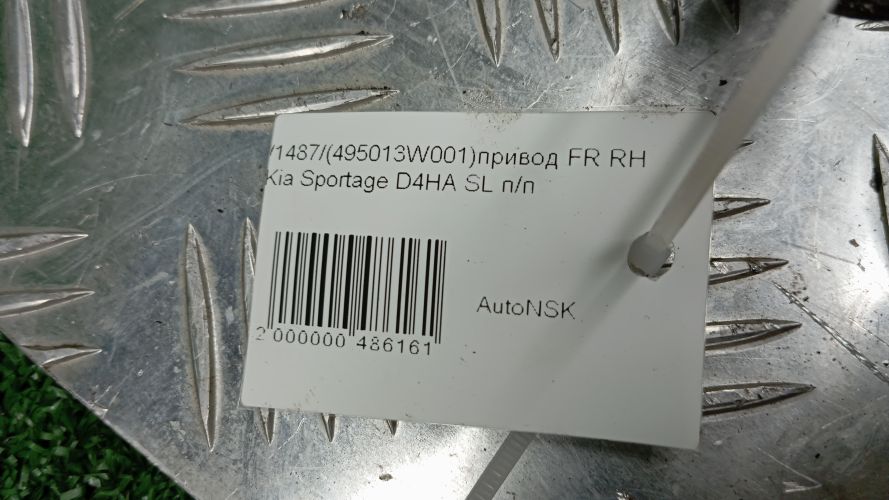 /1487/(495013W001)привод FR RH
Kia Sportage D4HA SL п/п
AutoNSK
2 000000 486161